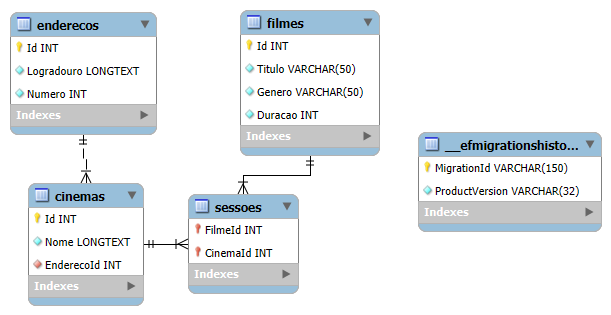 enderecos
Id INT
Logradouro LONGTEXT
Numero INT
Indexes
filmes
Id INT
Titulo VARCHAR(50)
Genero VARCHAR(50)
Duracao INT
Indexes
__efmigrationshisto...
MigrationId VARCHAR(150)
ProductVersion VARCHAR(32)
Indexes
cinemas
Id INT
Nome LONGTEXT
EnderecoId INT
Indexes
sessoes
FilmeId INT
CinemaId INT
Indexes